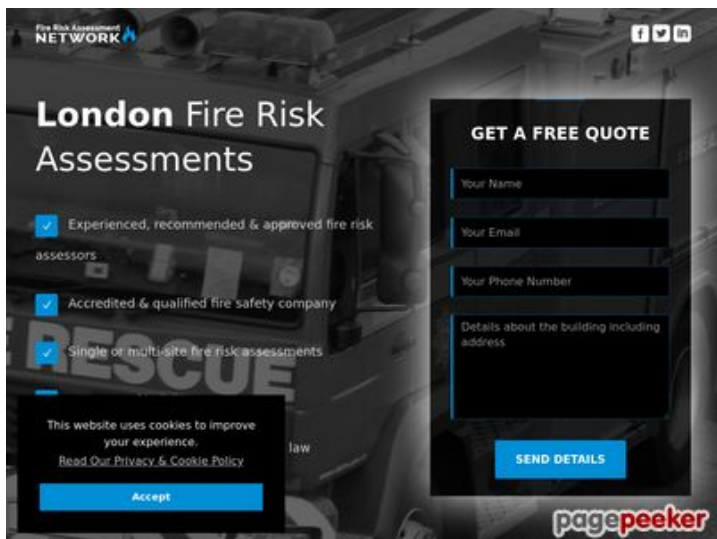 Fire Risk Assessment
NETWORK
London Fire Risk
Assessments
Experienced, recommended & approved fire risk
assessors
Accredited & qualified fire safety company
Single or multi-site fire risk assessments
law
RESCUE
This website uses cookies to improve
your experience.
Read Our Privacy & Cookie Policy
Accept
GET A FREE QUOTE
Your Name
Your Email
Your Phone Number
Details about the building including
address
SEND DETAILS
pagepeeker